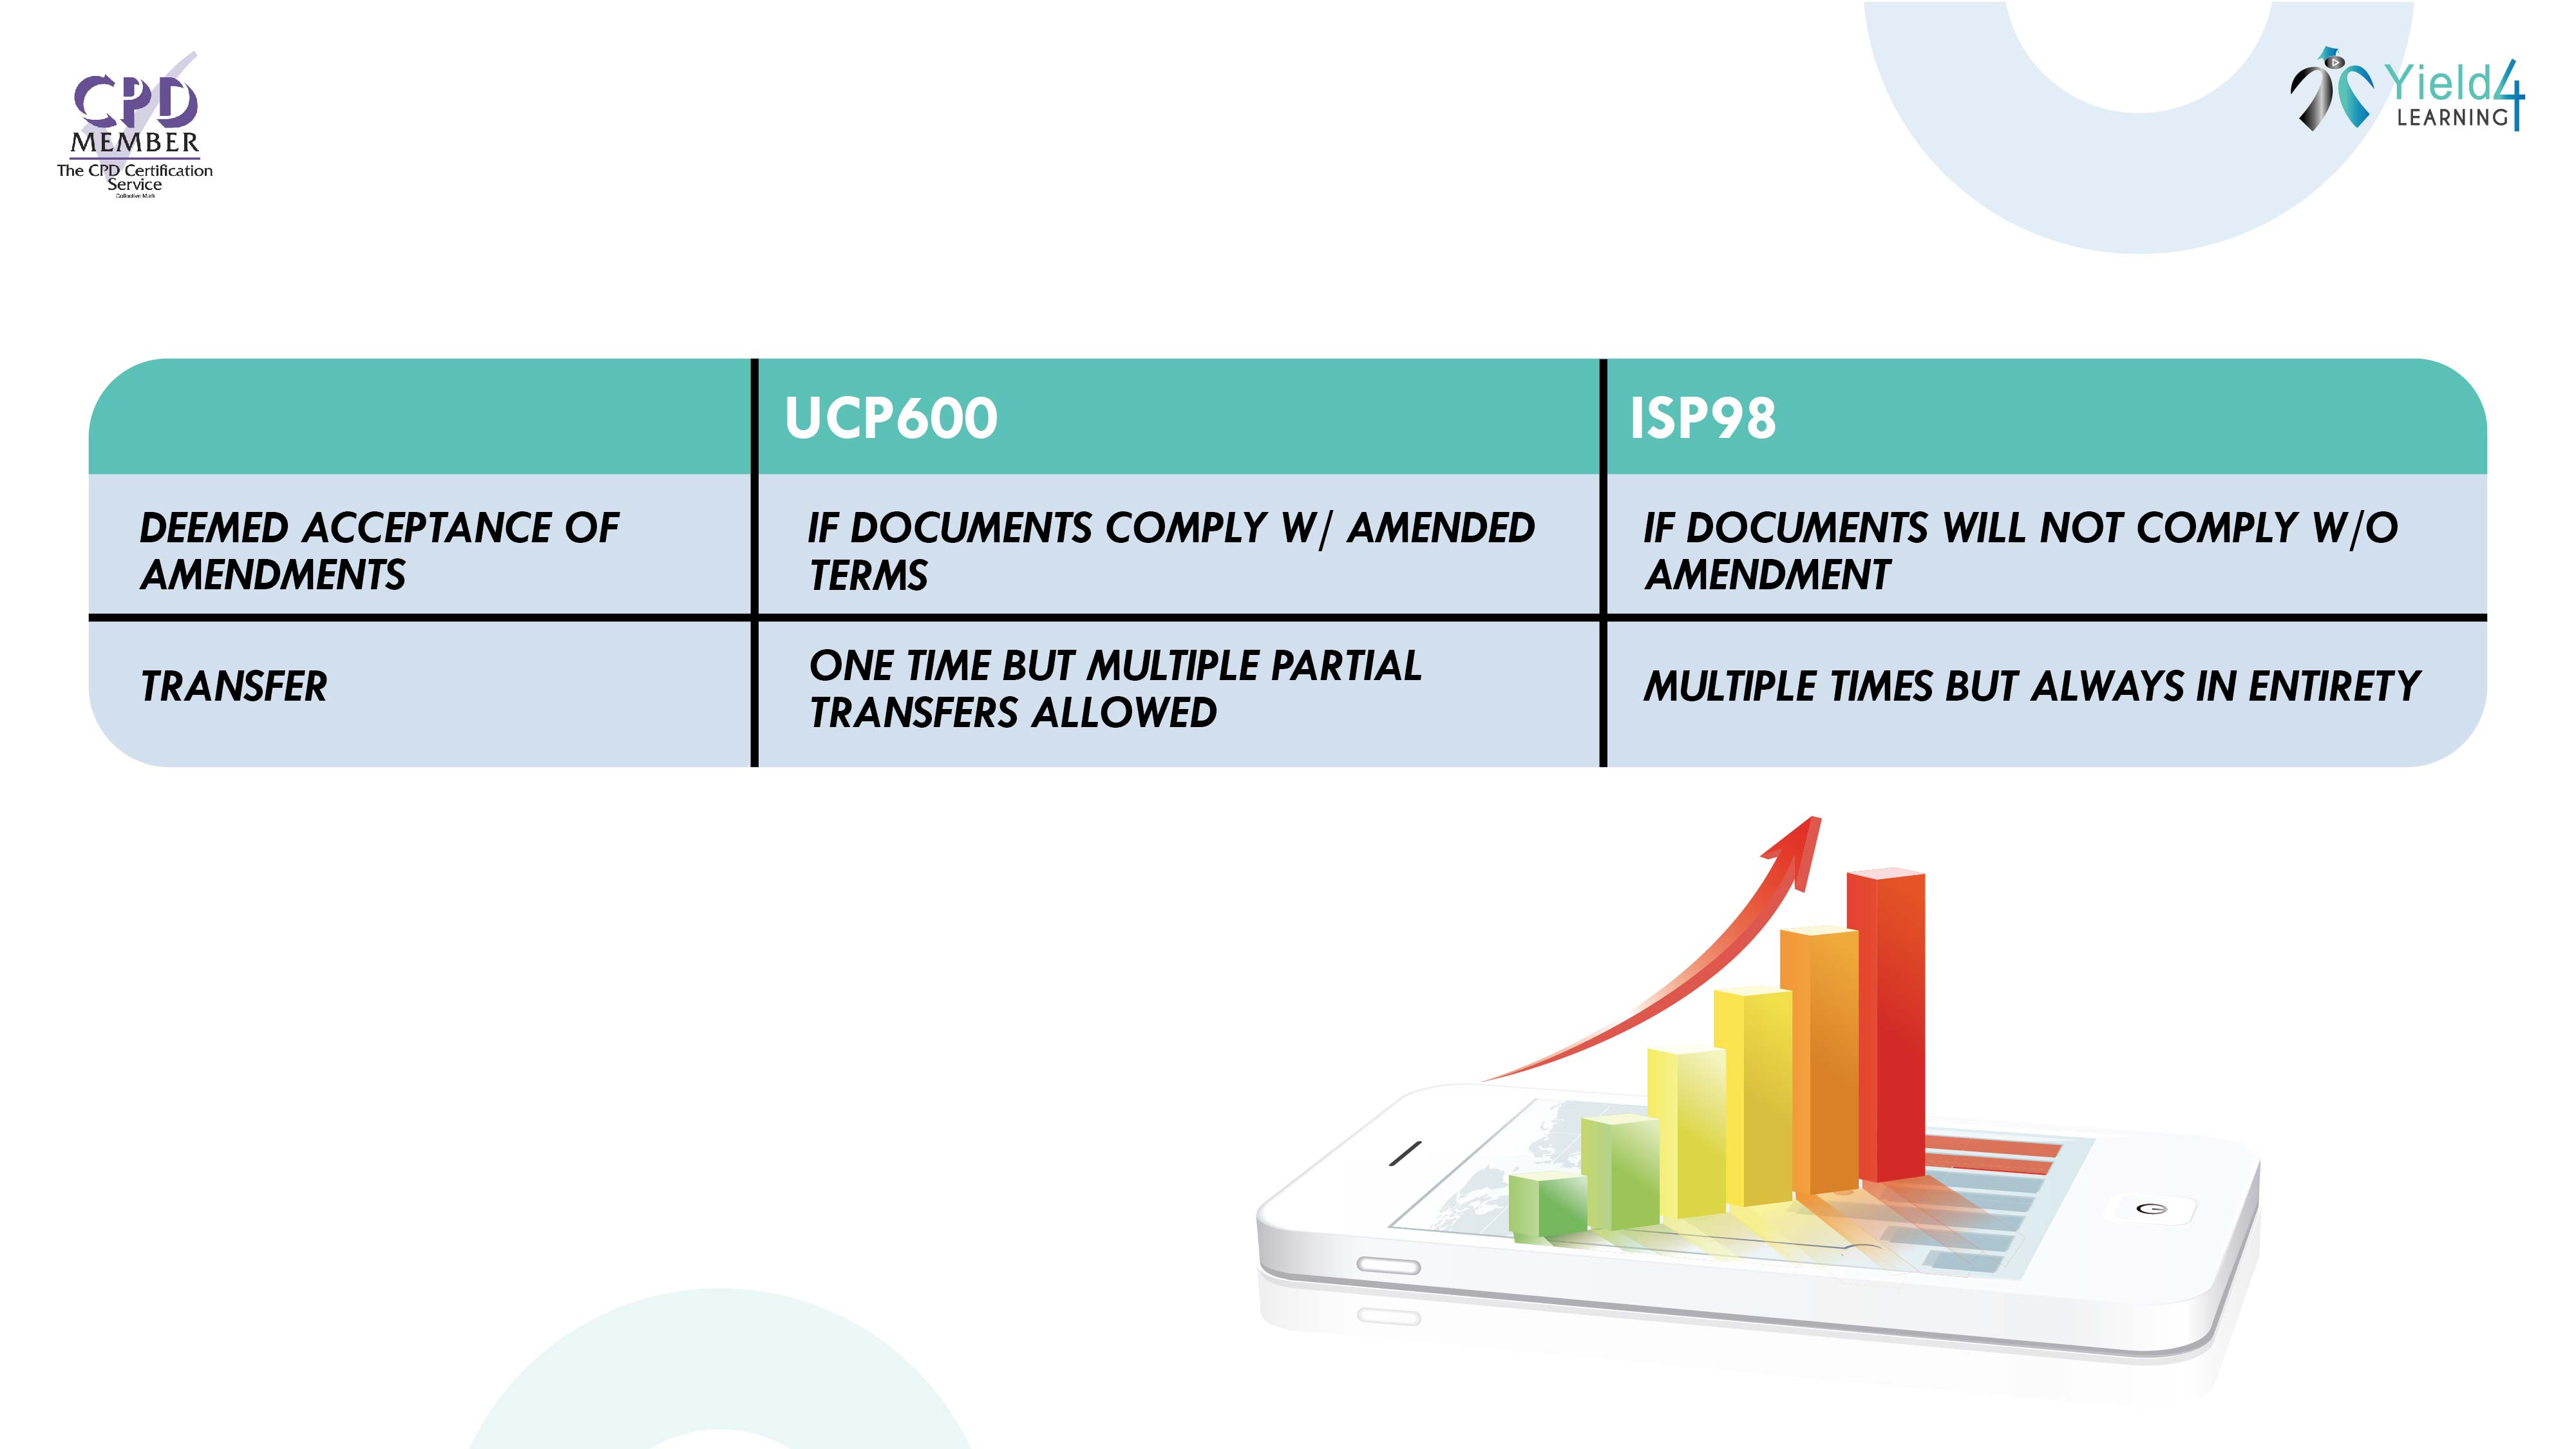 CPD
MEMBER
The CPD Certification
Service
Collective Mark
Yield4
LEARNING
UCP600
ISP98
DEEMED ACCEPTANCE OF
AMENDMENTS
IF DOCUMENTS COMPLY W/ AMENDED
TERMS
IF DOCUMENTS WILL NOT COMPLY W/O
AMENDMENT
TRANSFER
ONE TIME BUT MULTIPLE PARTIAL
TRANSFERS ALLOWED
MULTIPLE TIMES BUT ALWAYS IN ENTIRETY